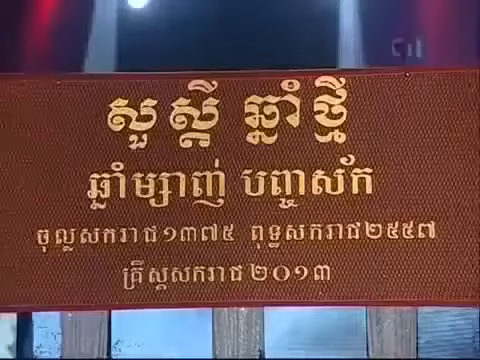 សួស្តី ឆ្នាំថ្មី
ឆ្នាំម្សាញ់ បញ្ចស័ក
ចុល្លសករាជ១៣៧៥ ពុទ្ធសករាជ២៥៥៧
គ្រីស្តសករាជ២០១៣